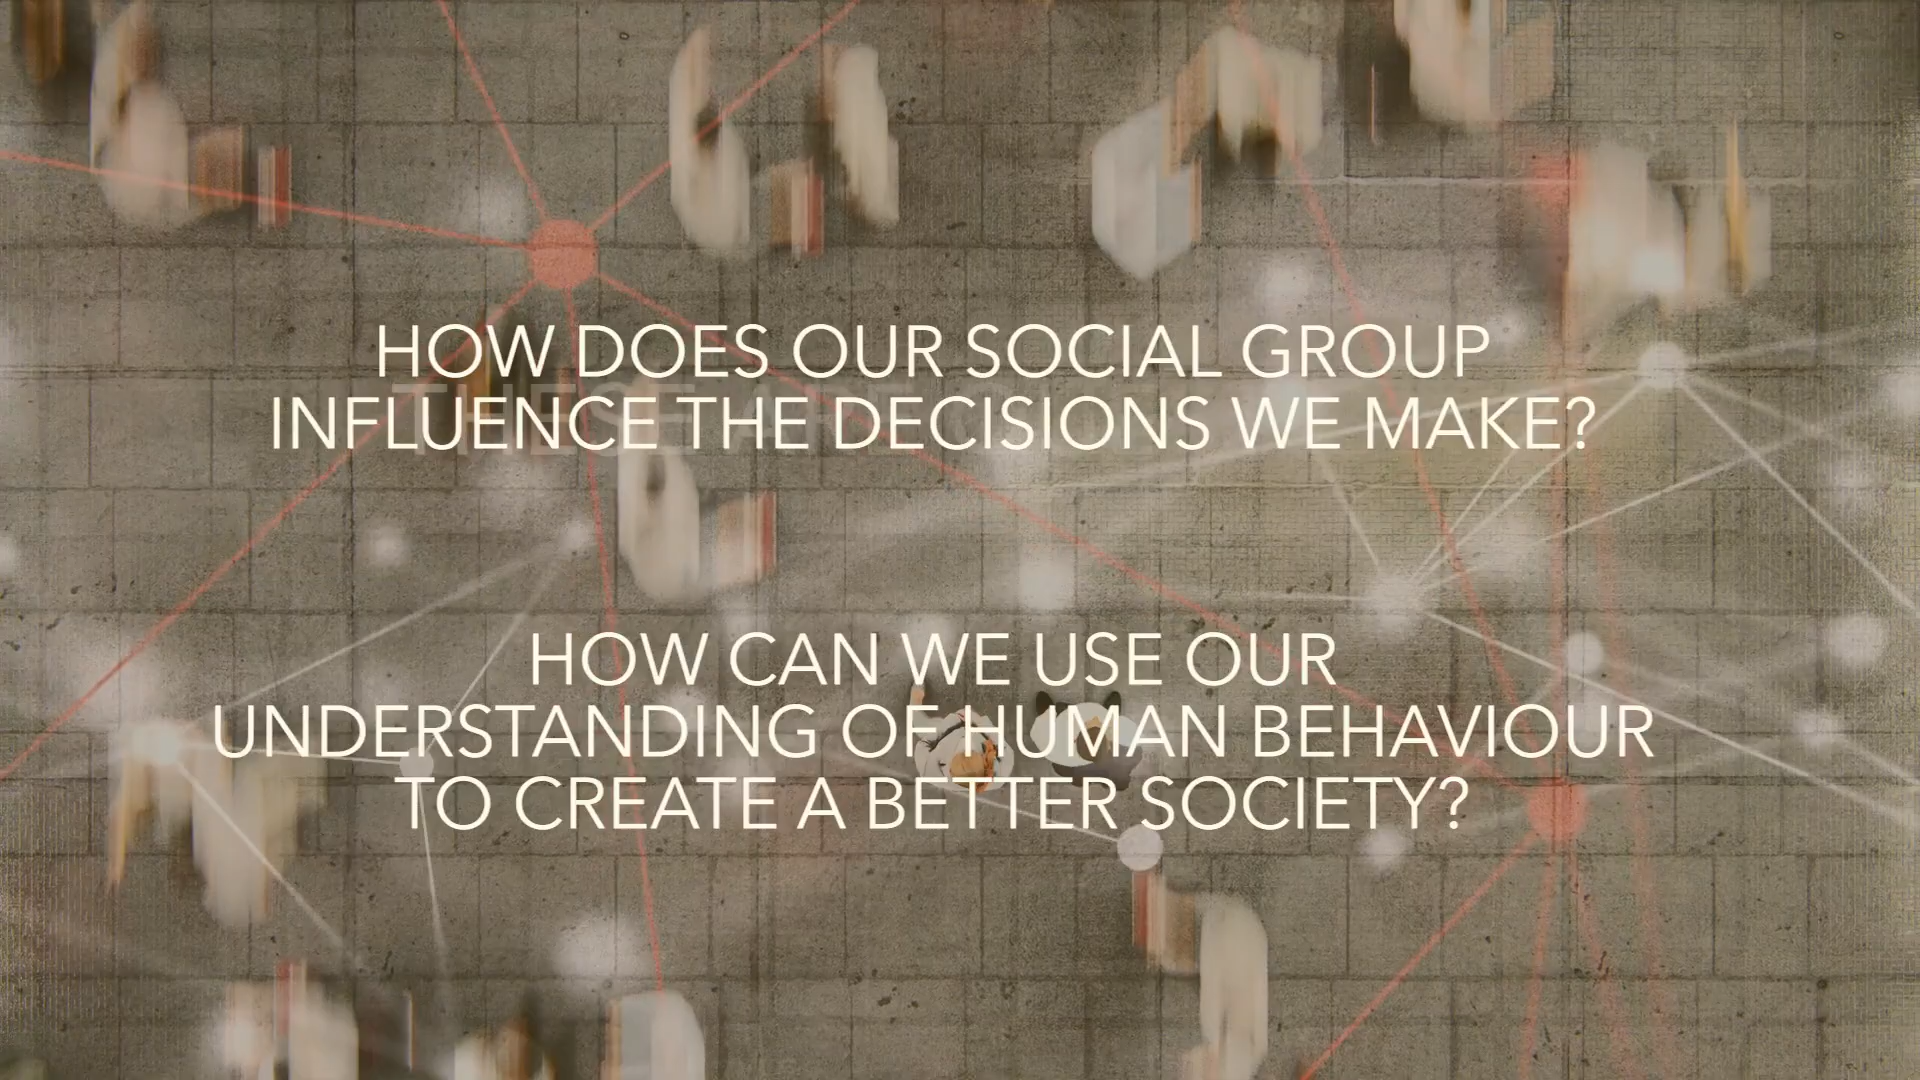 HOW DOES OUR SOCIAL GROUP
INFLUENCE THE DECISIONS WE MAKE?
HOW CAN WE USE OUR
UNDERSTANDING OF HUMAN BEHAVIOUR
TO CREATE A BETTER SOCIETY?